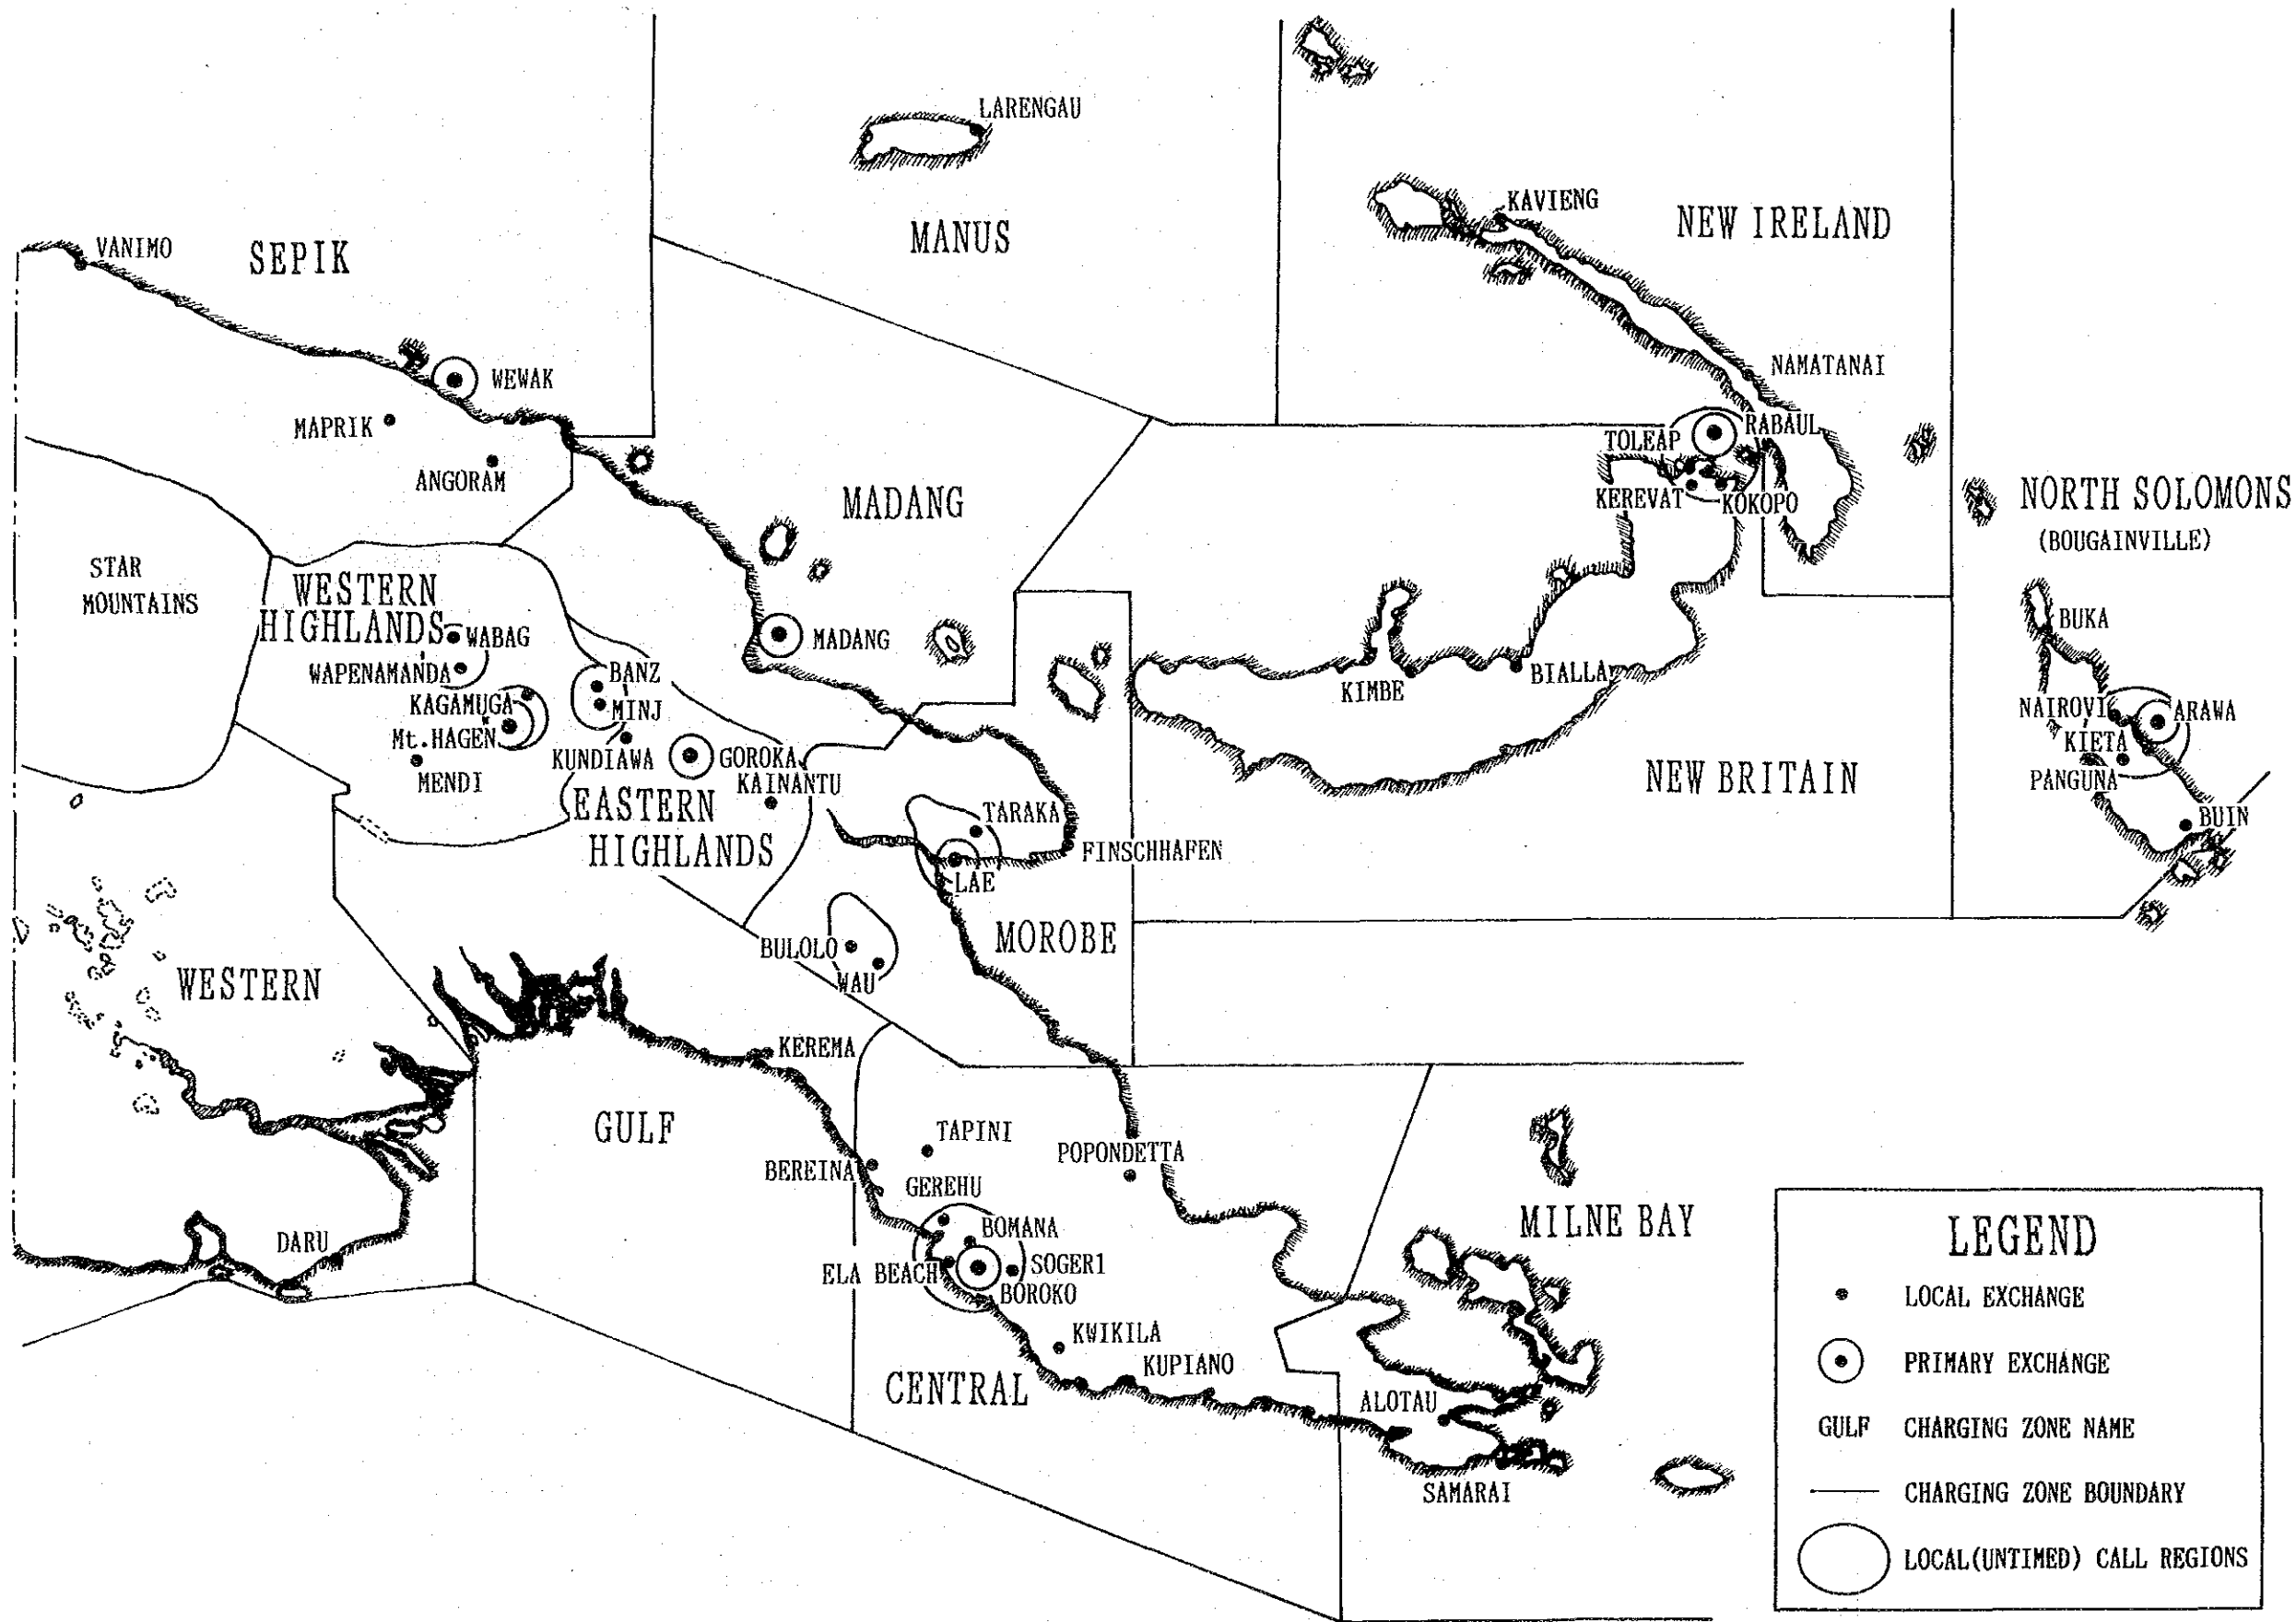 LARENGAU
MANUS
KAVIENG
NEW IRELAND
VANIMO
SEPIK
WEWAK
NAMATANAI
MAPRIK
ANGORAM
RABAUL
TOLEAP
KEREVAT
KOKOPO
MADANG
NORTH SOLOMONS
(BOUGAINVILLE)
STAR
MOUNTAINS
WESTERN
HIGHLANDS
WABAG
WAPENAMANDA
BANZ
MINJ
KAGAMUGA
Mt.HAGEN
MENDI
KUNDIAWA
GOROKA
KAINANTU
EASTERN
HIGHLANDS
MADANG
KIMBE
BIALLA
NEW BRITAIN
BUKA
NAIROVI
ARAWA
KIETA
PANGUNA
BUIN
TARAKA
FINSCHHAFEN
LAE
MOROBE
BULOLO
WAU
WESTERN
KEREMA
GULF
TAPINI
POPONDETTA
BEREINA
GEREHU
BOMANA
ELA BEACH
SOGER1
BOROKO
DARU
KWIKILA
KUPIANO
CENTRAL
MILNE BAY
ALOTAU
SAMARAI
LEGEND
LOCAL EXCHANGE
PRIMARY EXCHANGE
GULF CHARGING ZONE NAME
CHARGING ZONE BOUNDARY
LOCAL(UNTIMED) CALL REGIONS